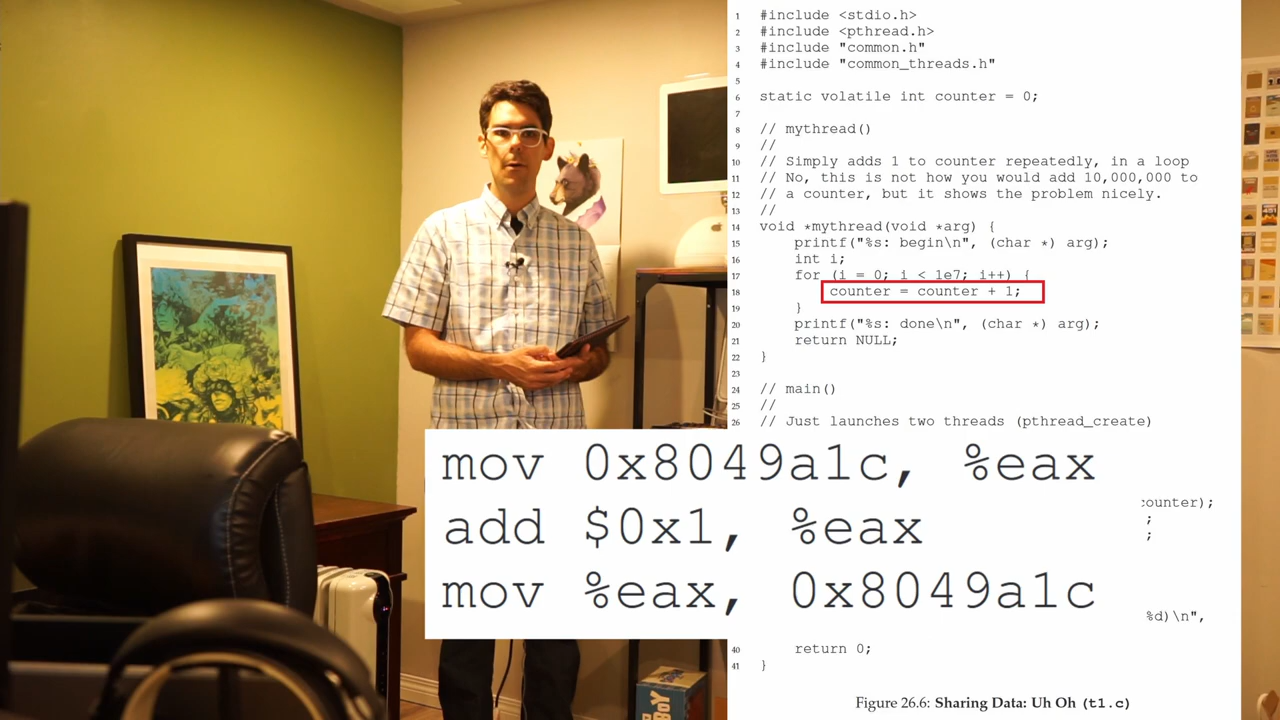 1 #include <stdio.h>
2 #include <pthread.h>
3 #include "common.h"
4 #include "common_threads.h"
5
6 static volatile int counter = 0;
7
8 // mythread()
9 //
10 // Simply adds 1 to counter repeatedly, in a loop
11 // No, this is not how you would add 10,000,000 to
12 // a counter, but it shows the problem nicely.
13 //
14 void *mythread(void *arg) {
15 printf("%s: begin\n", (char *) arg);
16 int i;
17 for (i = 0; i < 1e7; i++) {
18 counter = counter + 1;
19 }
20 printf("%s: done\n", (char *) arg);
21 return NULL;
22 }
23
24 // main()
25 //
26 // Just launches two threads (pthread_create)
mov 0x8049a1c, %eax
add $0x1, %eax
mov %eax, 0x8049a1c
counter);
;
;
%d)\n",
40 return 0;
41 }
Figure 26.6: Sharing Data: Uh Oh (t1.c)